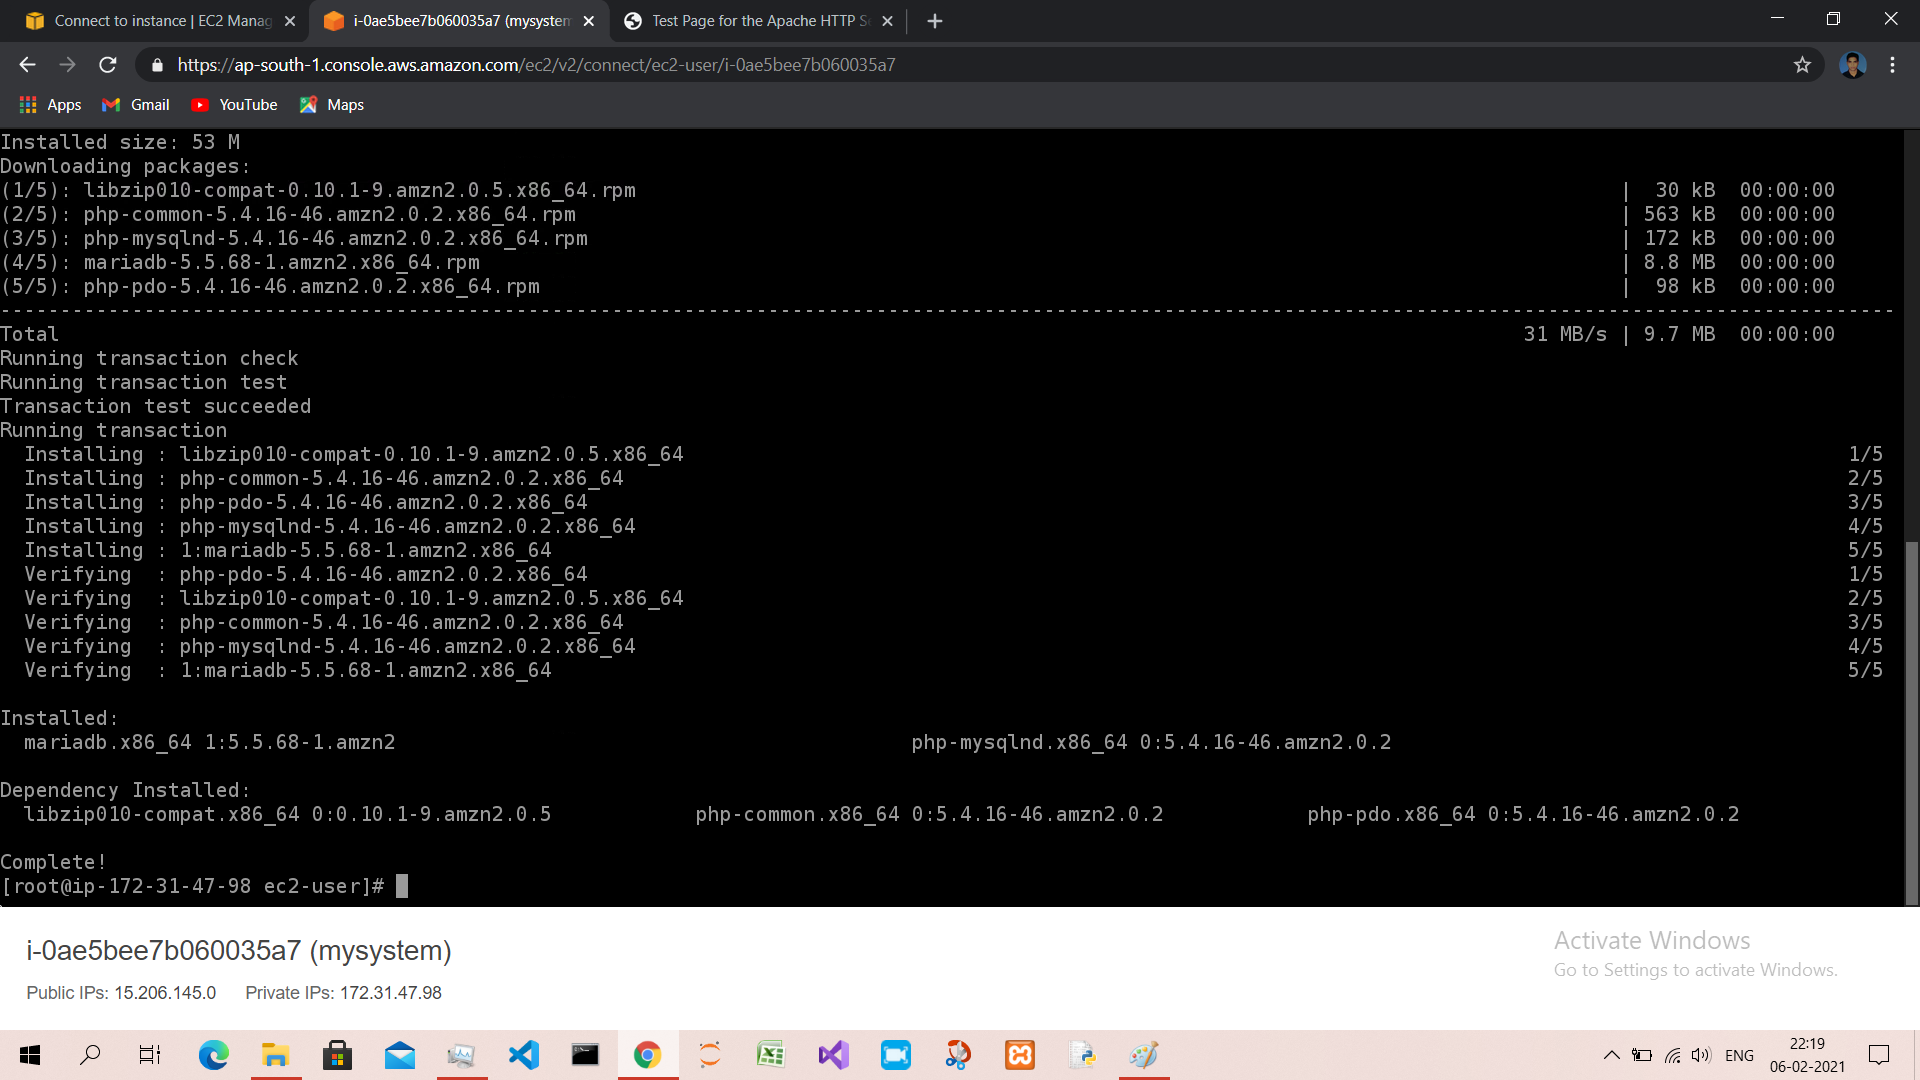 Connect to instance | EC2 Manag
i-0ae5bee7b060035a7 (mysystem
Test Page for the Apache HTTP Se
https://ap-south-1.console.aws.amazon.com/ec2/v2/connect/ec2-user/i-0ae5bee7b060035a7
Apps Gmail YouTube Maps
Installed size: 53 M
Downloading packages:
(1/5): libzip010-compat-0.10.1-9.amzn2.0.5.x86_64.rpm | 30 kB 00:00:00
(2/5): php-common-5.4.16-46.amzn2.0.2.x86_64.rpm | 563 kB 00:00:00
(3/5): php-mysqlnd-5.4.16-46.amzn2.0.2.x86_64.rpm | 172 kB 00:00:00
(4/5): mariadb-5.5.68-1.amzn2.x86_64.rpm | 8.8 MB 00:00:00
(5/5): php-pdo-5.4.16-46.amzn2.0.2.x86_64.rpm | 98 kB 00:00:00
--------------------------------------------------------------------------------
Total 31 MB/s | 9.7 MB 00:00:00
Running transaction check
Running transaction test
Transaction test succeeded
Running transaction
Installing : libzip010-compat-0.10.1-9.amzn2.0.5.x86_64 1/5
Installing : php-common-5.4.16-46.amzn2.0.2.x86_64 2/5
Installing : php-pdo-5.4.16-46.amzn2.0.2.x86_64 3/5
Installing : php-mysqlnd-5.4.16-46.amzn2.0.2.x86_64 4/5
Installing : 1:mariadb-5.5.68-1.amzn2.x86_64 5/5
Verifying : php-pdo-5.4.16-46.amzn2.0.2.x86_64 1/5
Verifying : libzip010-compat-0.10.1-9.amzn2.0.5.x86_64 2/5
Verifying : php-common-5.4.16-46.amzn2.0.2.x86_64 3/5
Verifying : php-mysqlnd-5.4.16-46.amzn2.0.2.x86_64 4/5
Verifying : 1:mariadb-5.5.68-1.amzn2.x86_64 5/5
Installed:
mariadb.x86_64 1:5.5.68-1.amzn2 php-mysqlnd.x86_64 0:5.4.16-46.amzn2.0.2
Dependency Installed:
libzip010-compat.x86_64 0:0.10.1-9.amzn2.0.5 php-common.x86_64 0:5.4.16-46.amzn2.0.2 php-pdo.x86_64 0:5.4.16-46.amzn2.0.2
Complete!
[root@ip-172-31-47-98 ec2-user]#
i-0ae5bee7b060035a7 (mysystem)
Public IPs: 15.206.145.0 Private IPs: 172.31.47.98
Activate Windows
Go to Settings to activate Windows.
ENG
22:19
06-02-2021